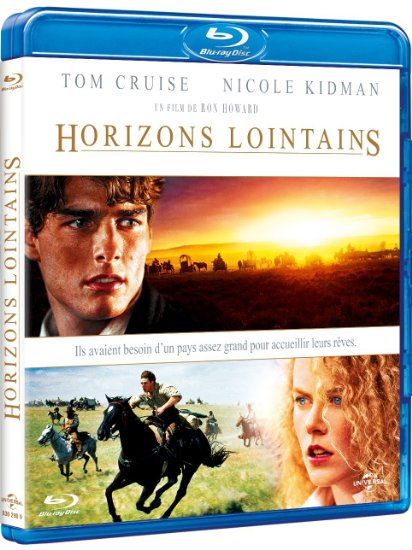 Blu-ray Disc
TOM CRUISE NICOLE KIDMAN
UN FILM DE RON HOWARD
HORIZONS LOINTAINS
Ils avaient besoin d'un pays assez grand pour accueillir leurs rêves.
Blu-ray Disc
UNIVERSAL
HORIZONS LOINTAINS
UNIVERSAL